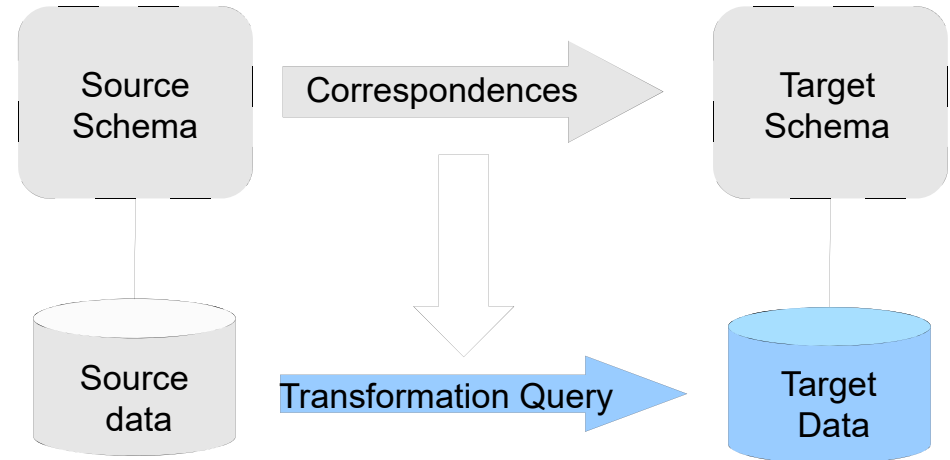 Source
Schema
Correspondences
Target
Schema
Source
data
Transformation Query
Target
Data